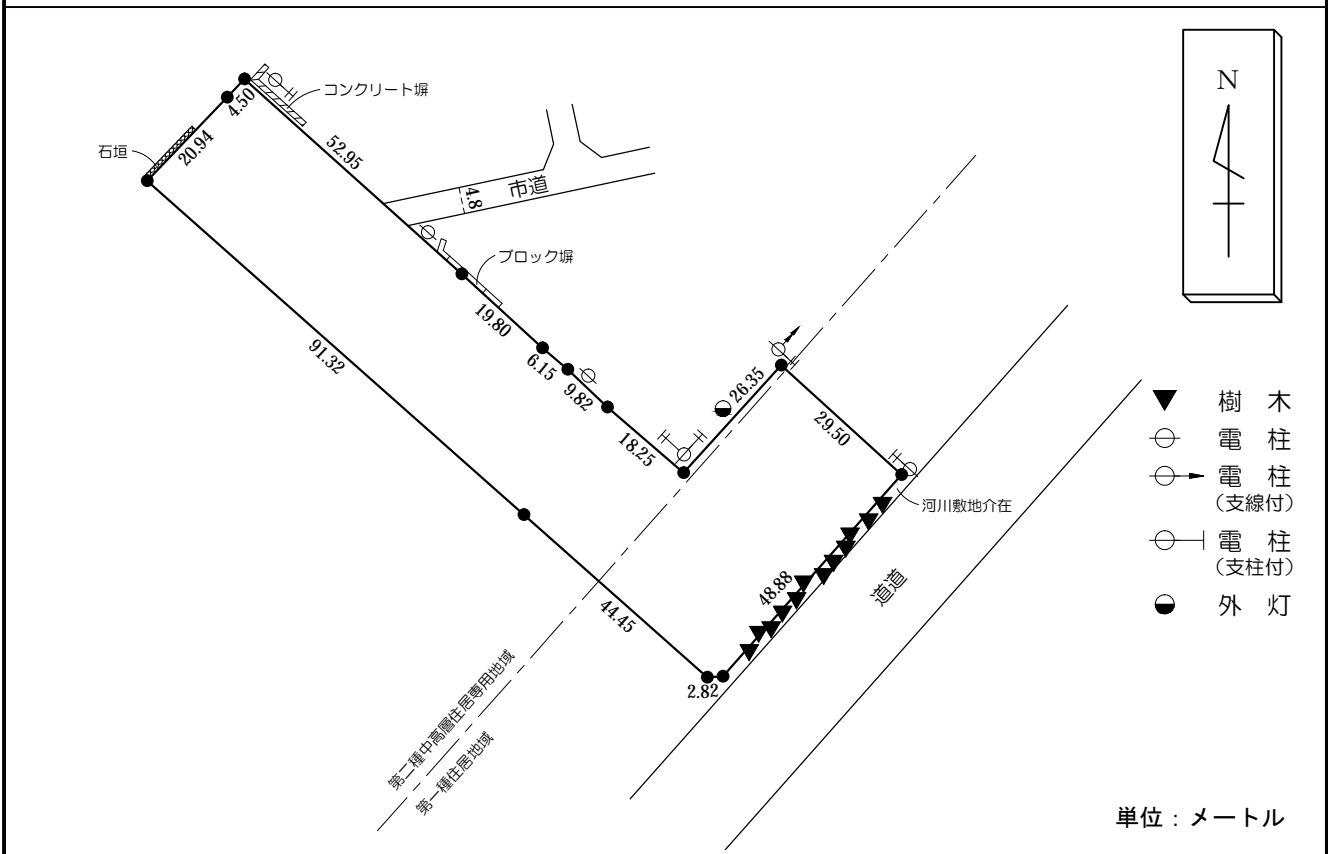 N
コンクリート塀
4.50
20.94
石垣
52.95
市道
4.8
ブロック塀
19.80
91.32
6.15
9.82
18.25
26.35
29.50
河川敷地介在
48.88
道道
44.45
2.82
第二種中高層住居専用地域
第一種住居地域
樹 木
電 柱
電 柱
(支線付)
電 柱
(支柱付)
外 灯
単位：メートル